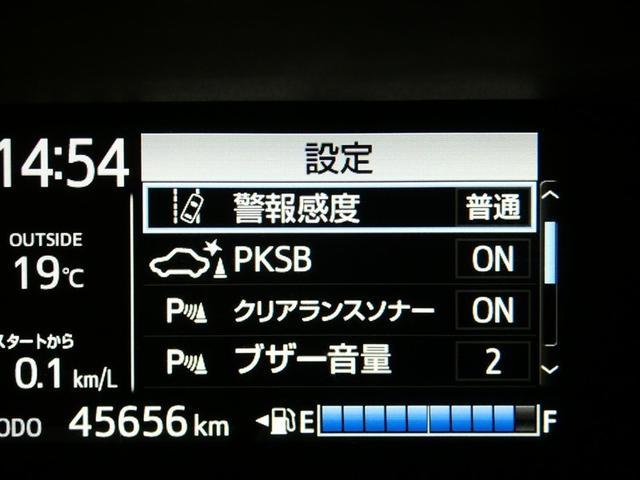 14:54
OUTSIDE
19℃
スタートから
0.1 km/L
設定
警報感度 普通
PKSB ON
クリアランスソナー ON
ブザー音量 2
ODO 45656 km
E F